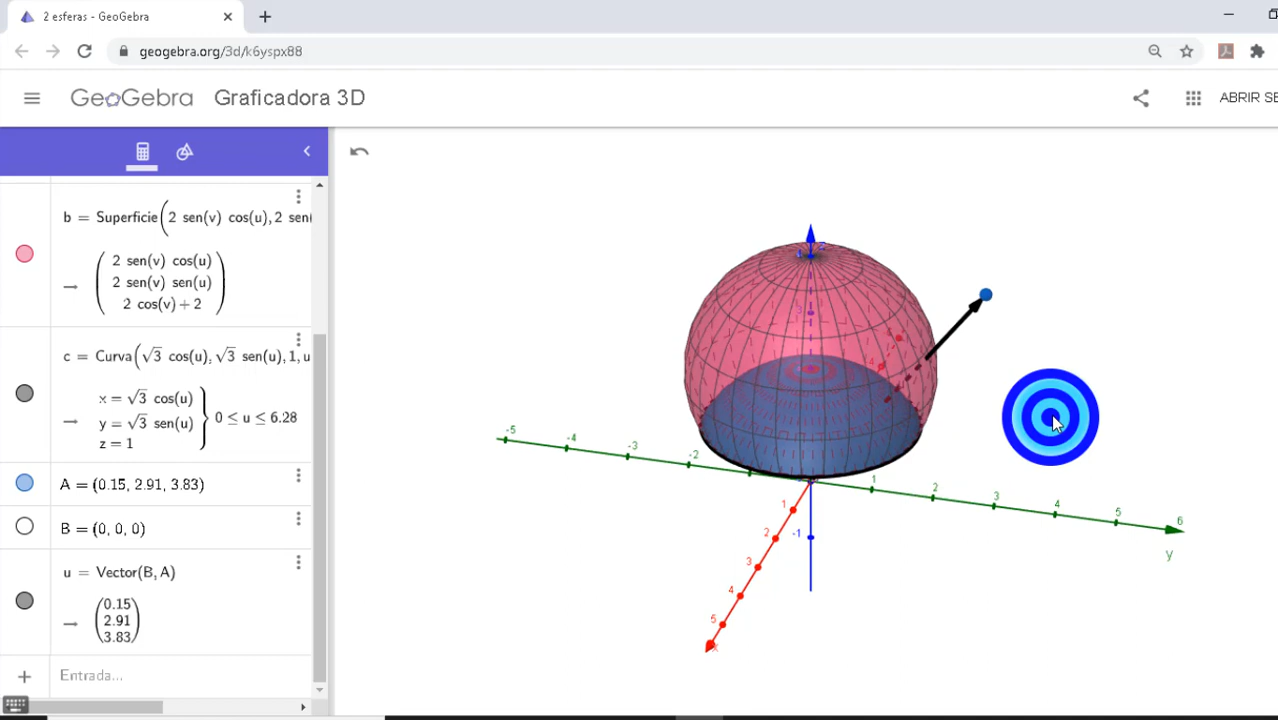 2 esferas - GeoGebra
geogebra.org/3d/k6yspx88
GeoGebra Graficadora 3D
ABRIR SE
b = Superficie(2 sen(v) cos(u), 2 sen(
→ (2 sen(v) cos(u)
2 sen(v) sen(u)
2 cos(v) + 2)
c = Curva(√3 cos(u), √3 sen(u), 1, u
→ x = √3 cos(u)
y = √3 sen(u)
z = 1
} 0 ≤ u ≤ 6.28
A = (0.15, 2.91, 3.83)
B = (0, 0, 0)
u = Vector(B, A)
→ (0.15
2.91
3.83)
Entrada...
-5 -4 -3 -2 1 2 3 4 5 6
y
-1
1
2
3
4
5
x